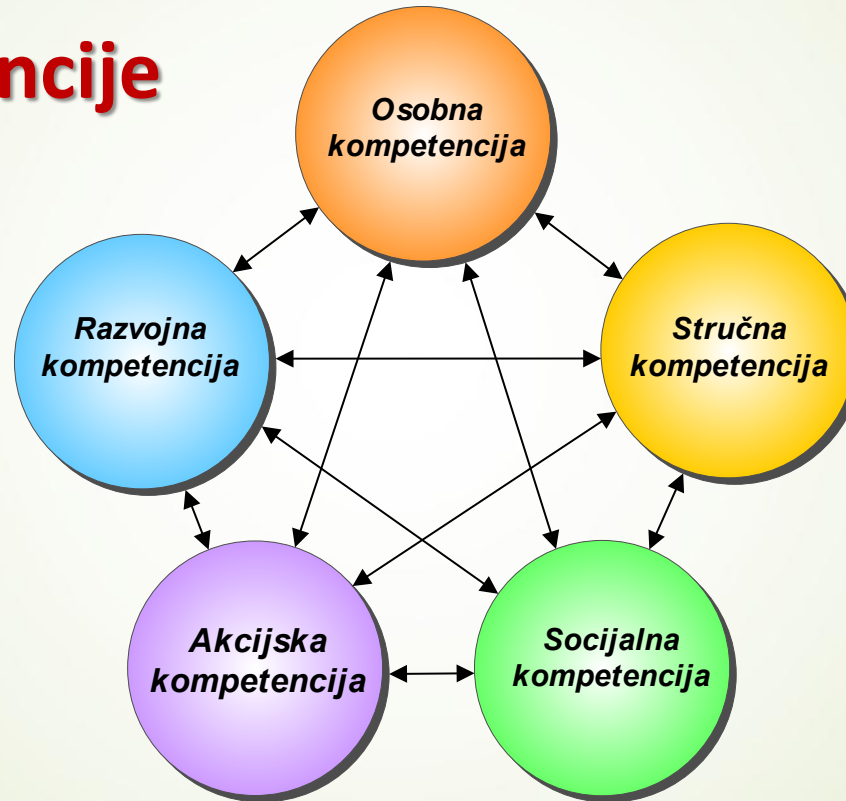 ncije
Osobna
kompetencija
Razvojna
kompetencija
Stručna
kompetencija
Akcijska
kompetencija
Socijalna
kompetencija